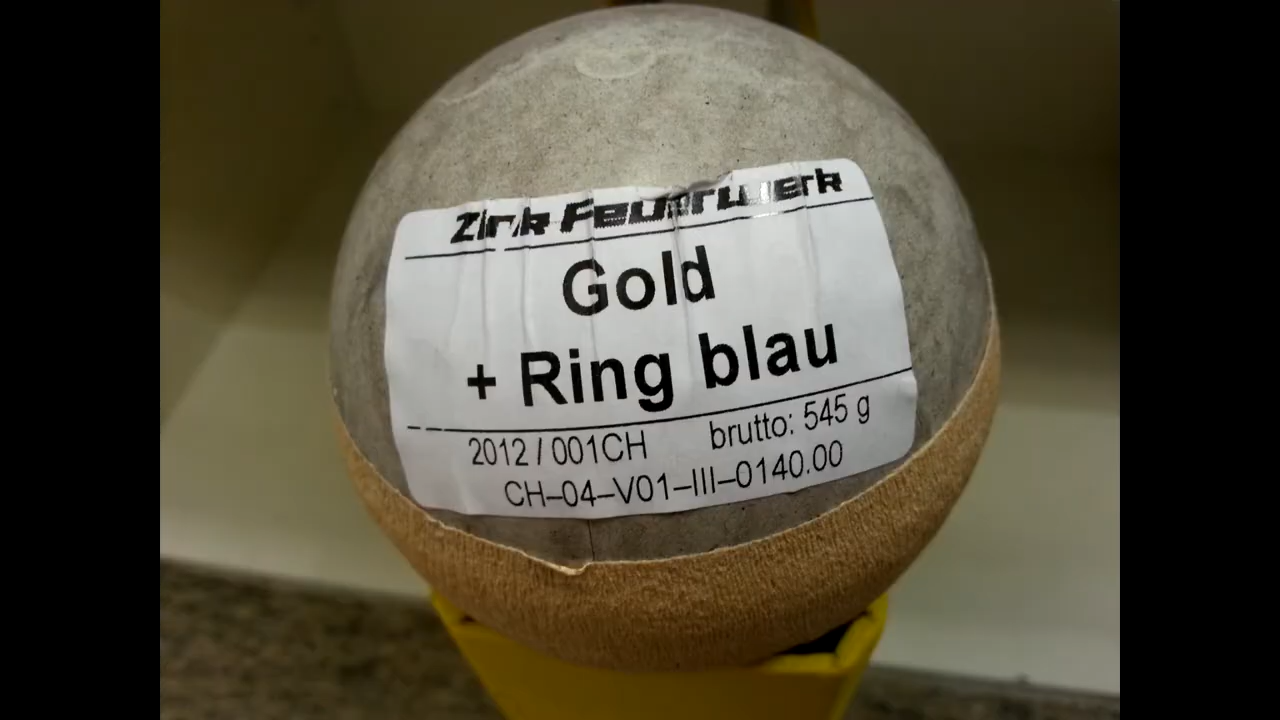 Zink Feuerwerk
Gold
+ Ring blau
2012 / 001CH brutto: 545 g
CH–04–V01–III–0140.00